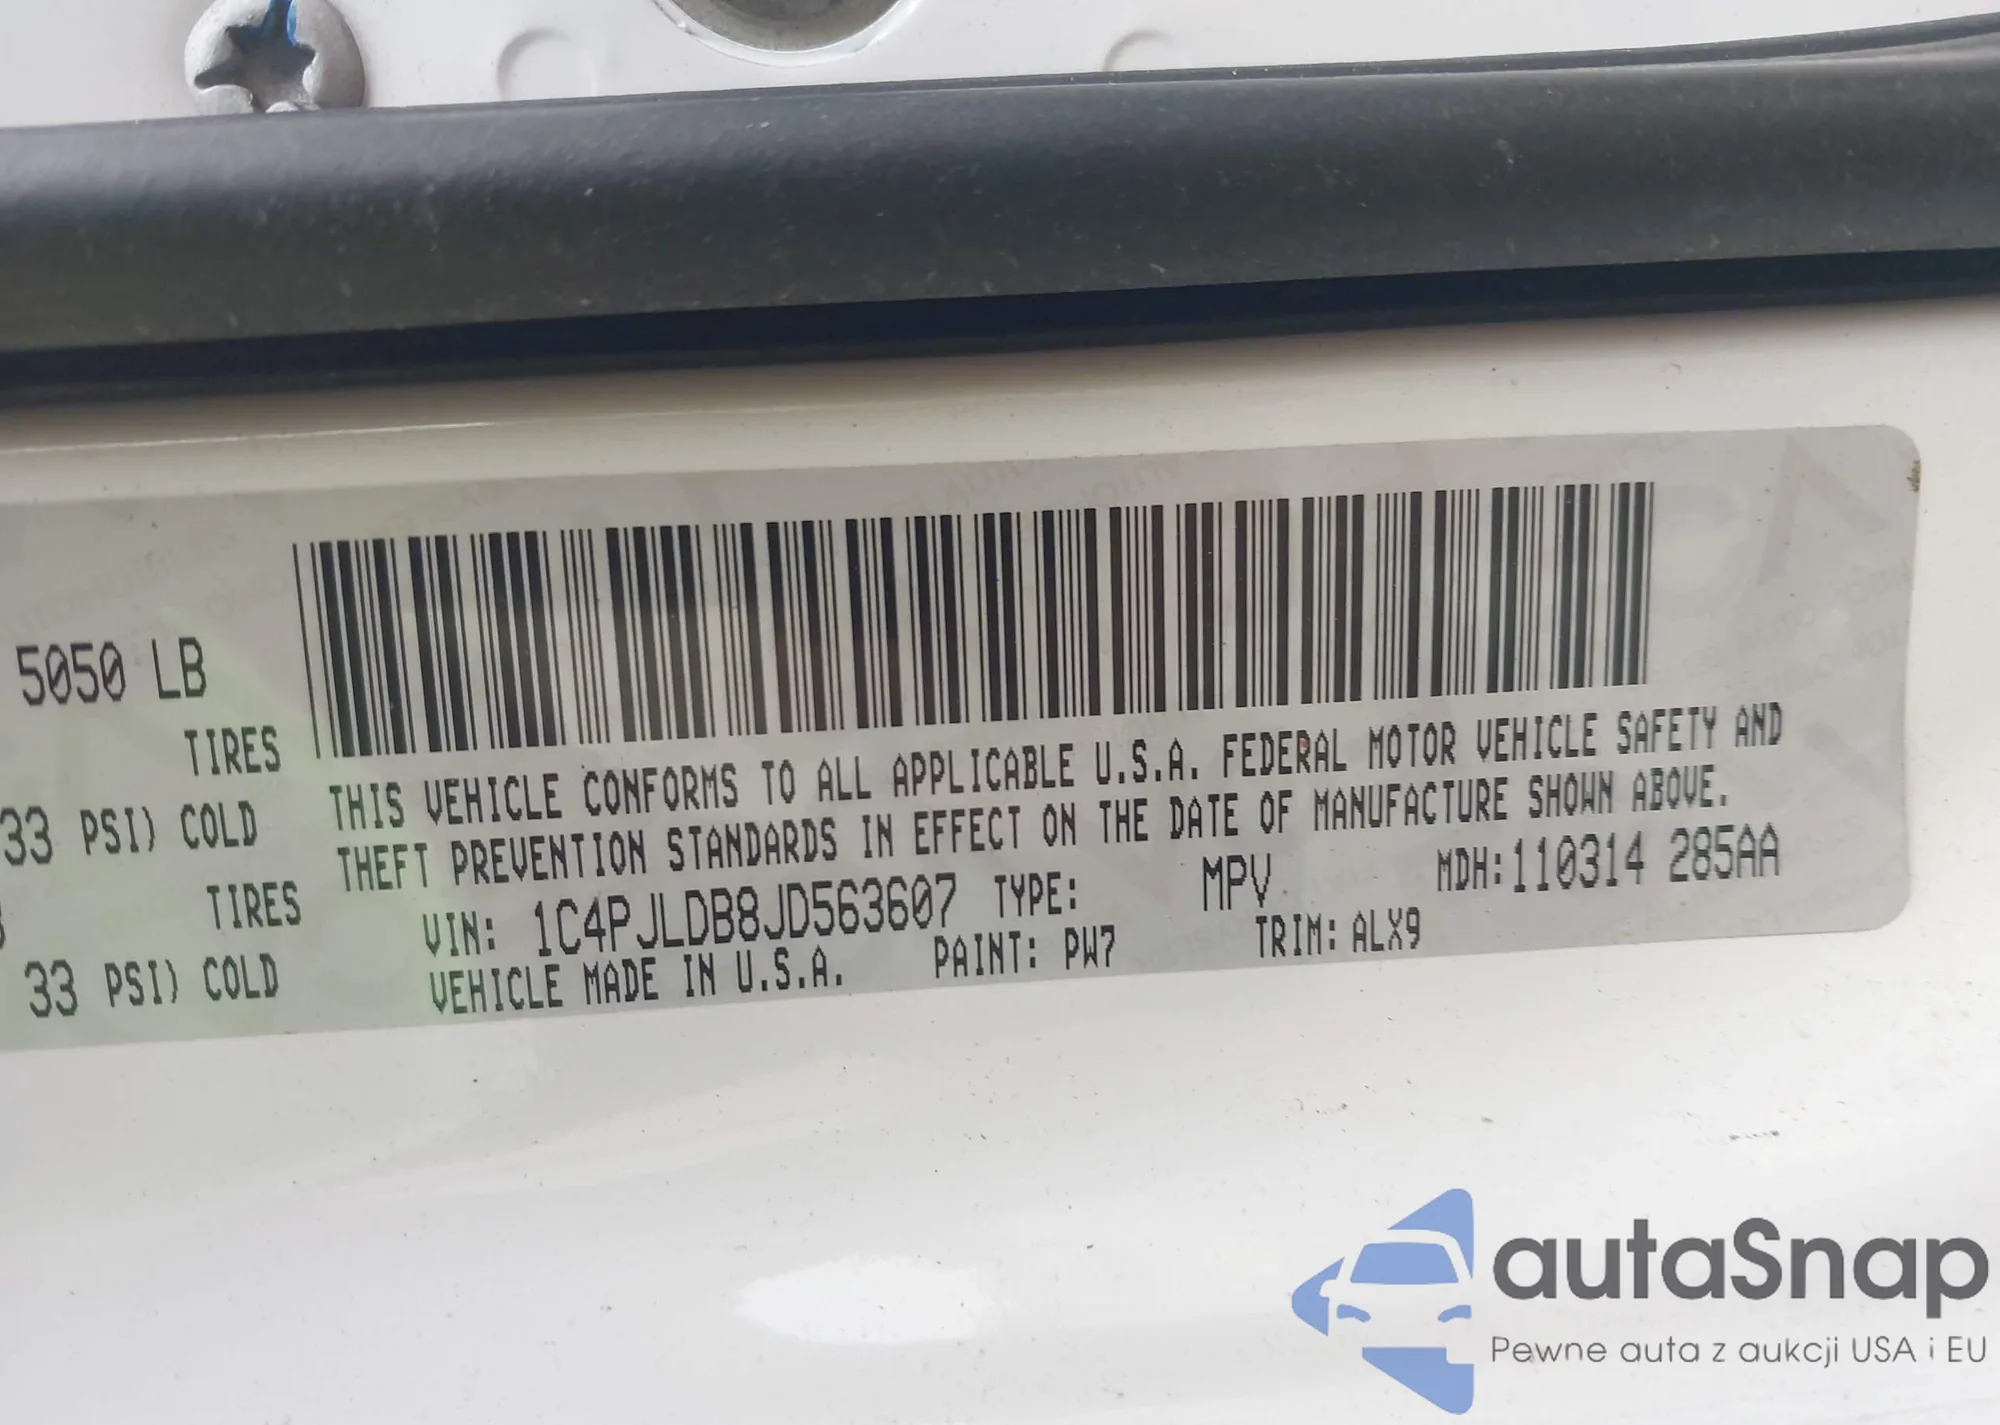 5050 LB
TIRES
33 PSI) COLD
TIRES
33 PSI) COLD
THIS VEHICLE CONFORMS TO ALL APPLICABLE U.S.A. FEDERAL MOTOR VEHICLE SAFETY AND
THEFT PREVENTION STANDARDS IN EFFECT ON THE DATE OF MANUFACTURE SHOWN ABOVE.
VIN: 1C4PJLDB8JD563607 TYPE: MPV MDH:110314 285AA
VEHICLE MADE IN U.S.A. PAINT: PW7 TRIM: ALX9
autaSnap
Pewne auta z aukcji USA i EU